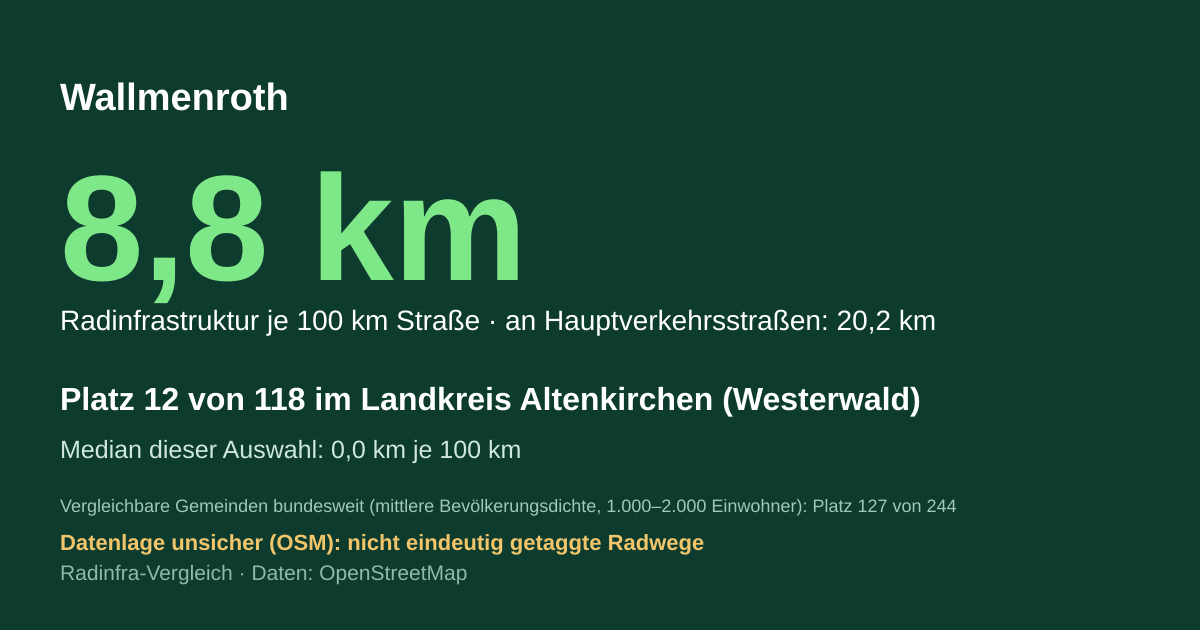 Wallmenroth
8,8 km
Radinfrastruktur je 100 km Straße · an Hauptverkehrsstraßen: 20,2 km
Platz 12 von 118 im Landkreis Altenkirchen (Westerwald)
Median dieser Auswahl: 0,0 km je 100 km
Vergleichbare Gemeinden bundesweit (mittlere Bevölkerungsdichte, 1.000–2.000 Einwohner): Platz 127 von 244
Datenlage unsicher (OSM): nicht eindeutig getaggte Radwege
Radinfra-Vergleich · Daten: OpenStreetMap